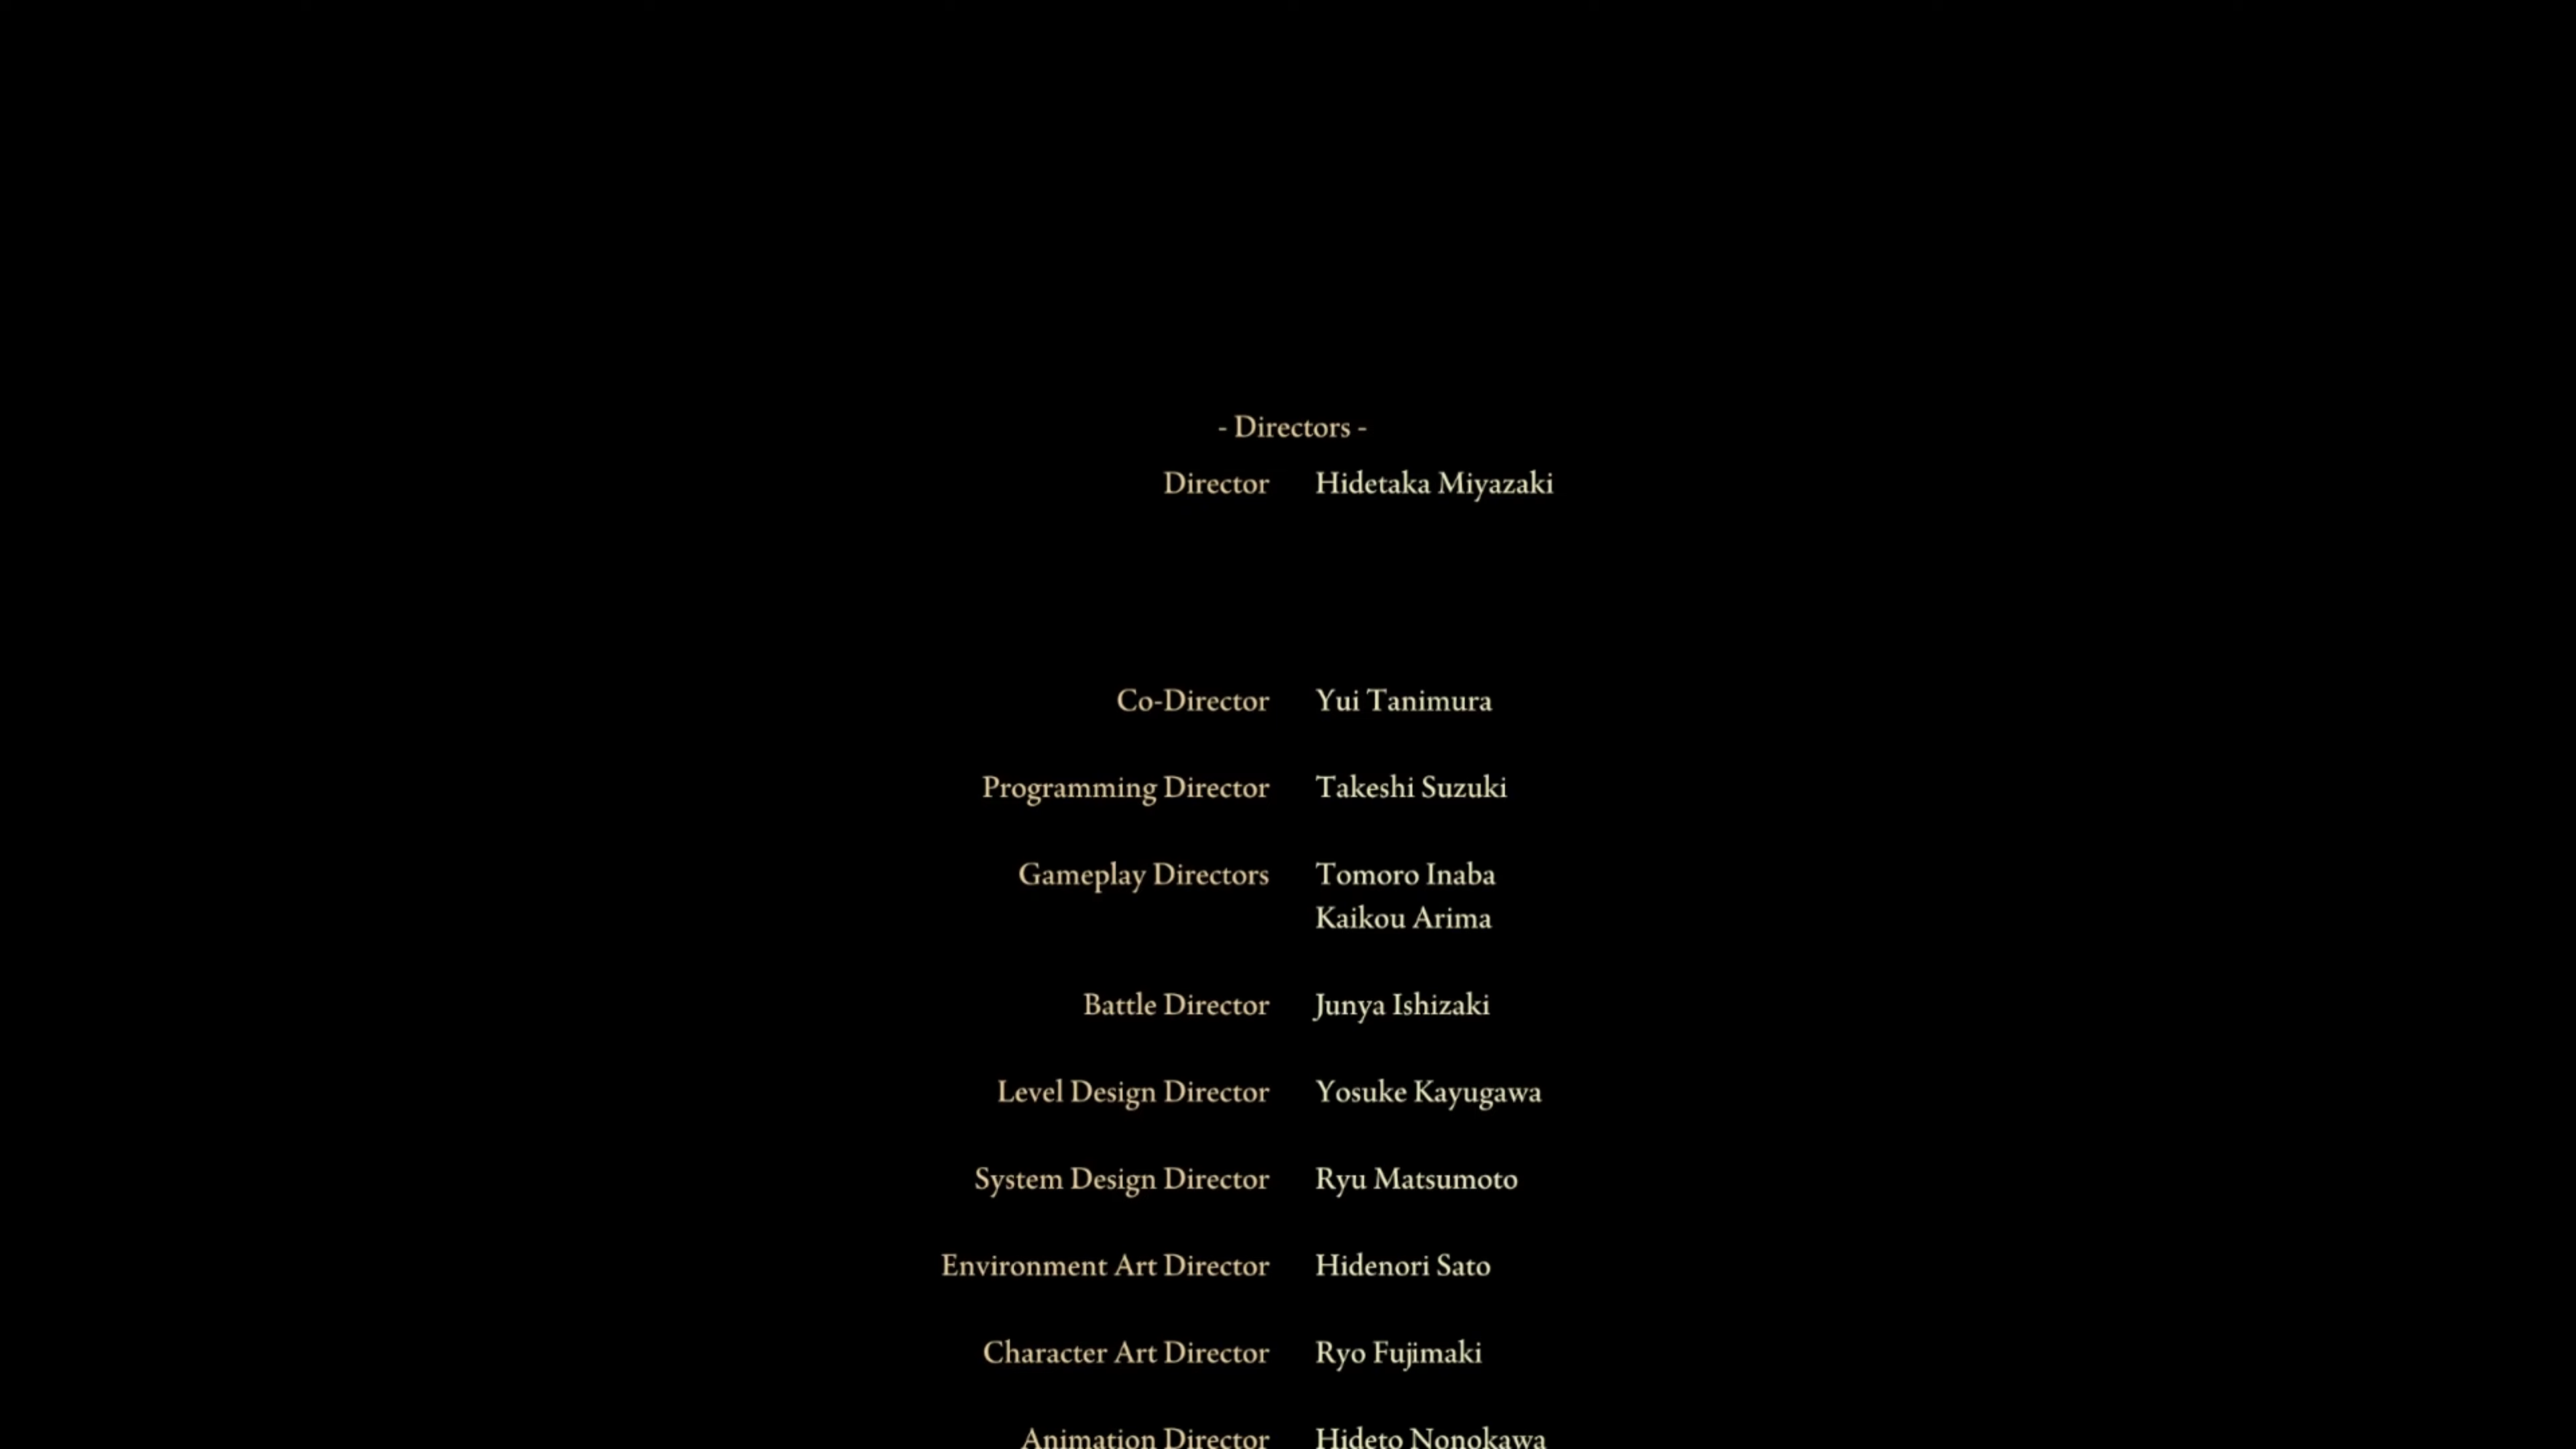 - Directors -
Director Hidetaka Miyazaki
Co-Director Yui Tanimura
Programming Director Takeshi Suzuki
Gameplay Directors Tomoro Inaba
Kaikou Arima
Battle Director Junya Ishizaki
Level Design Director Yosuke Kayugawa
System Design Director Ryu Matsumoto
Environment Art Director Hidenori Sato
Character Art Director Ryo Fujimaki
Animation Director Hideto Nonokawa